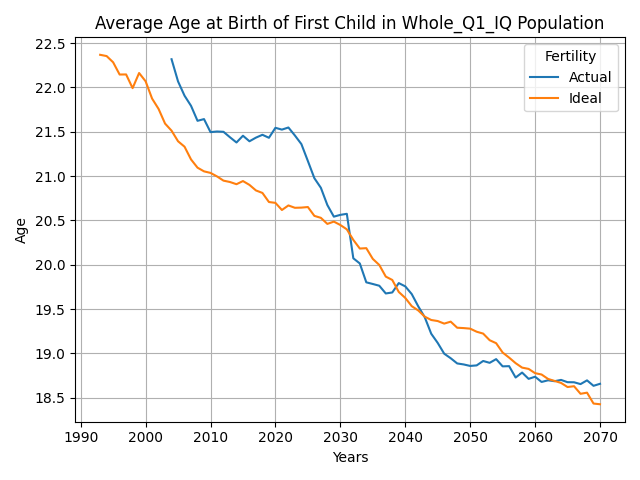 Average Age at Birth of First Child in Whole_Q1_IQ Population
22.5
22.0
21.5
21.0
20.5
20.0
19.5
19.0
18.5
Age
Fertility
Actual
Ideal
1990 2000 2010 2020 2030 2040 2050 2060 2070
Years